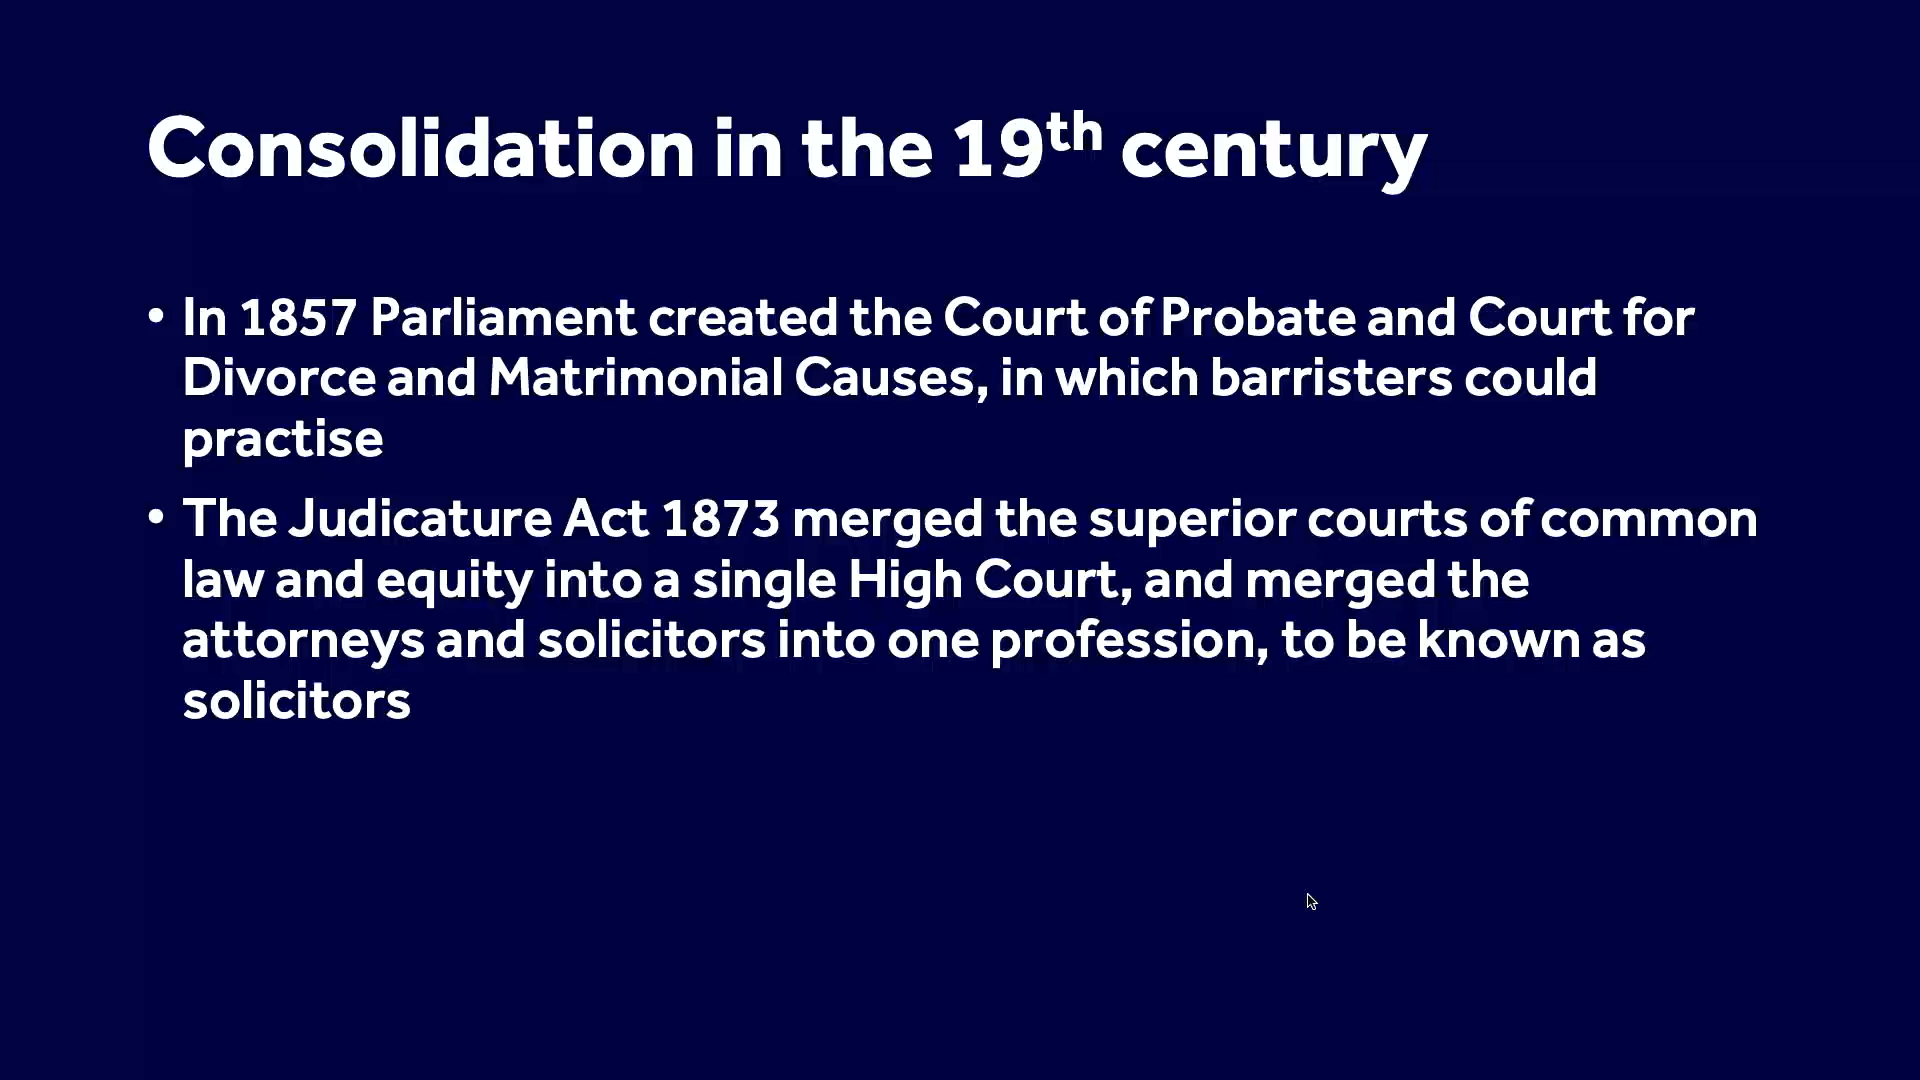 Consolidation in the 19th century
• In 1857 Parliament created the Court of Probate and Court for
Divorce and Matrimonial Causes, in which barristers could
practise
• The Judicature Act 1873 merged the superior courts of common
law and equity into a single High Court, and merged the
attorneys and solicitors into one profession, to be known as
solicitors